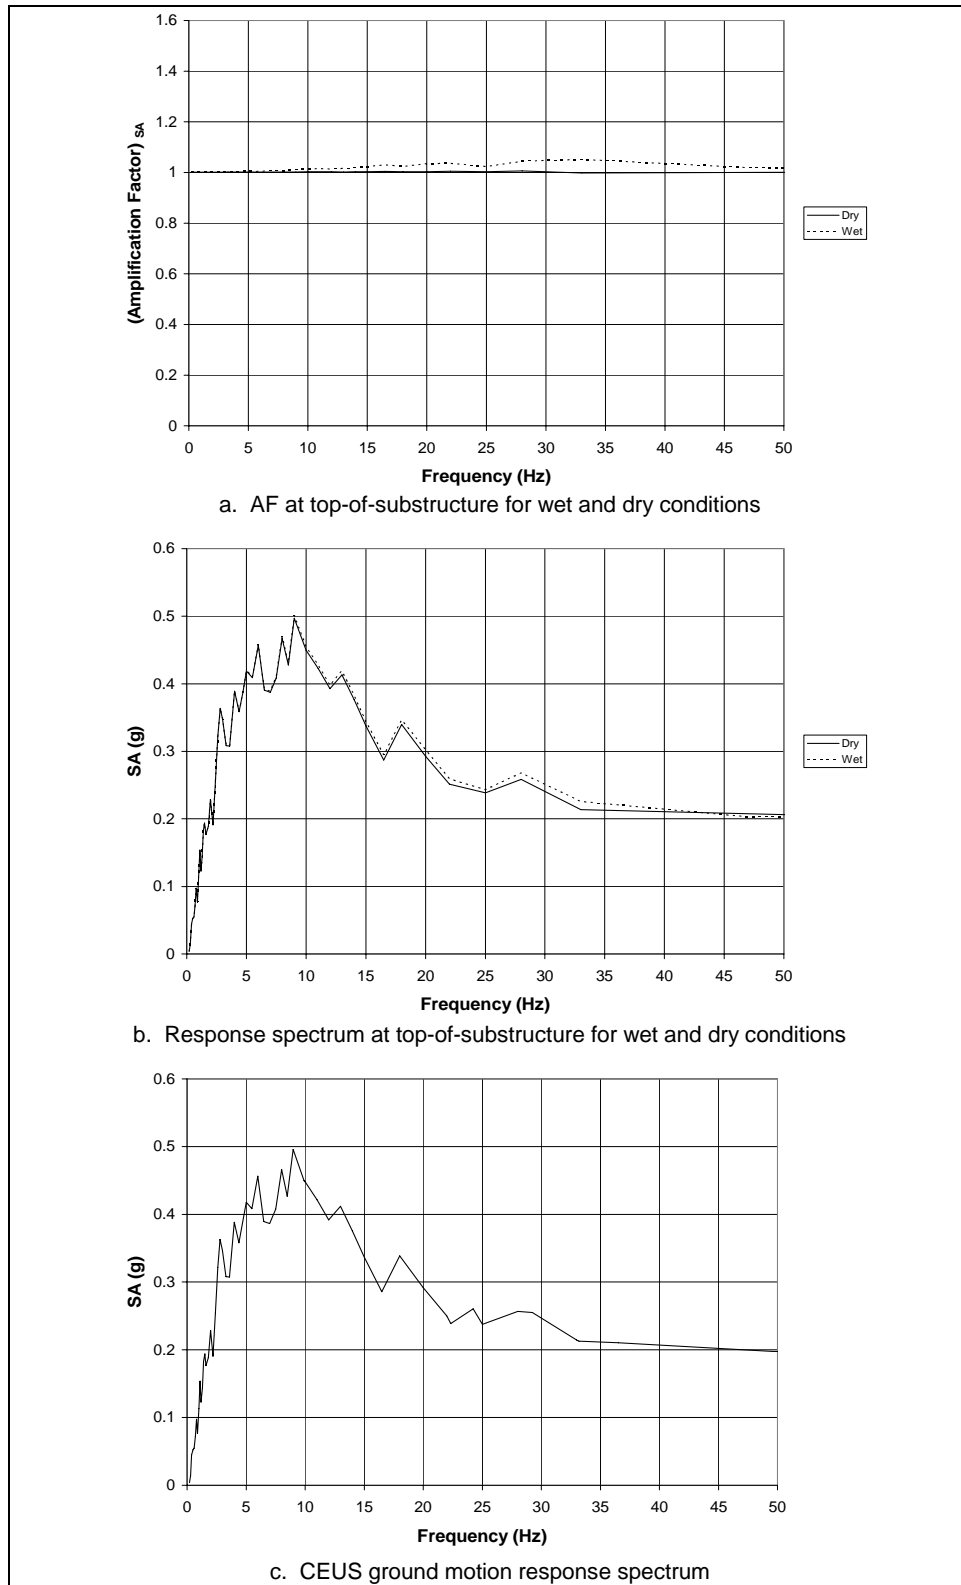 1.6
1.4
1.2
1
0.8
0.6
0.4
0.2
0
(Amplification Factor) SA
0 5 10 15 20 25 30 35 40 45 50
Frequency (Hz)
Dry
Wet
a. AF at top-of-substructure for wet and dry conditions
0.6
0.5
0.4
0.3
0.2
0.1
0
SA (g)
0 5 10 15 20 25 30 35 40 45 50
Frequency (Hz)
Dry
Wet
b. Response spectrum at top-of-substructure for wet and dry conditions
0.6
0.5
0.4
0.3
0.2
0.1
0
SA (g)
0 5 10 15 20 25 30 35 40 45 50
Frequency (Hz)
c. CEUS ground motion response spectrum